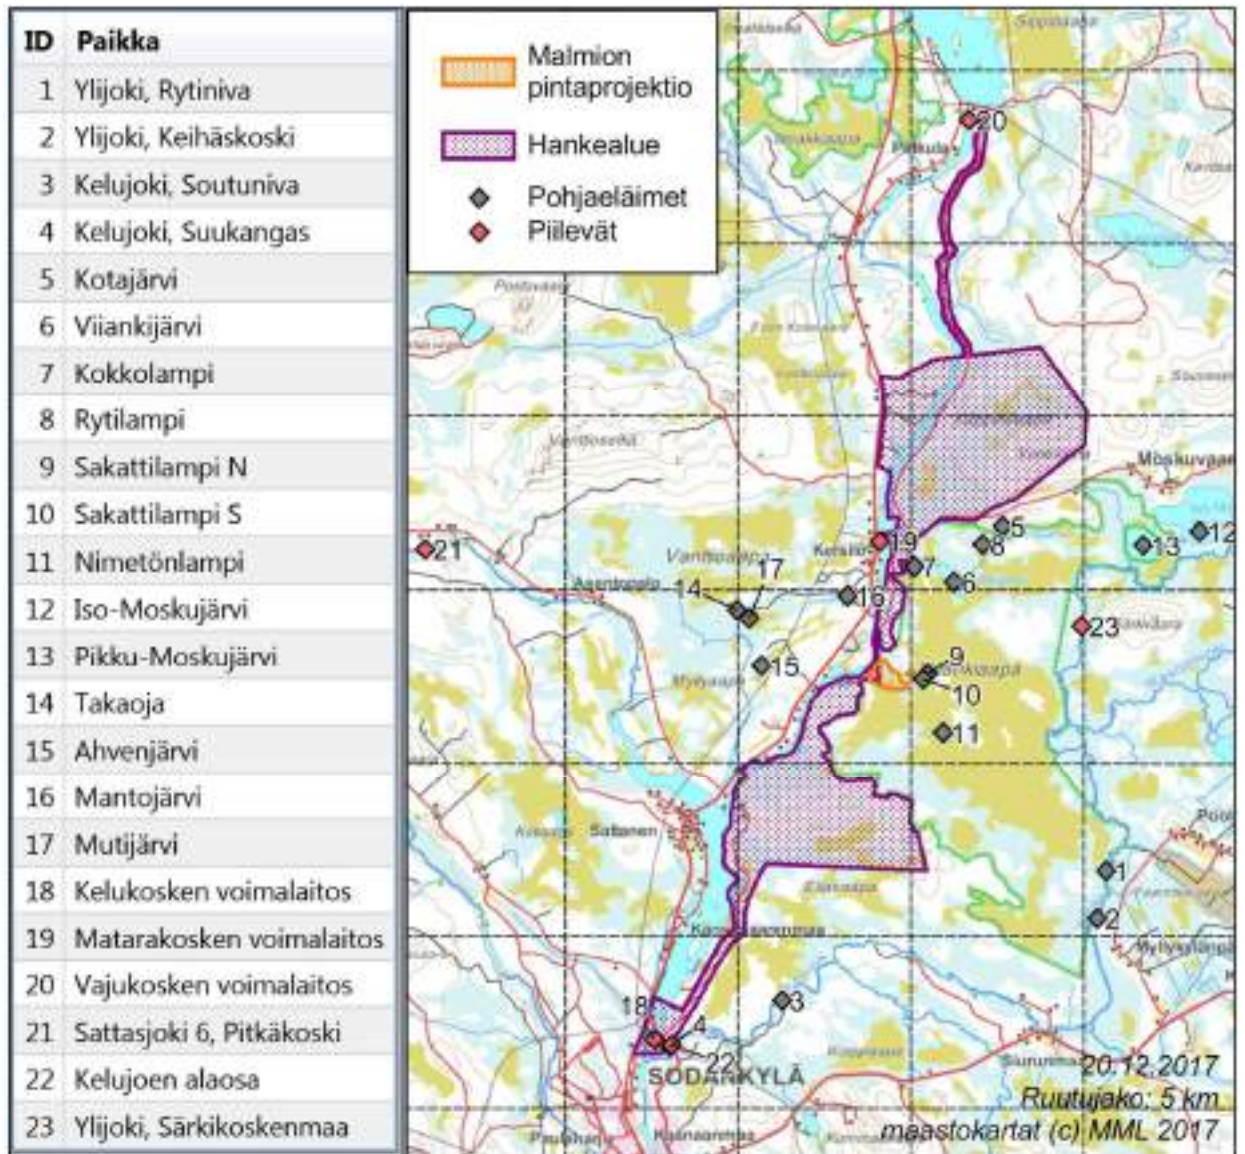 ID Paikka
1 Ylijoki, Rytiniva
2 Ylijoki, Keihäskoski
3 Kelujoki, Soutuniva
4 Kelujoki, Suukangas
5 Kotajärvi
6 Viiankijärvi
7 Kokkolampi
8 Rytilampi
9 Sakattilampi N
10 Sakattilampi S
11 Nimetönlampi
12 Iso-Moskujärvi
13 Pikku-Moskujärvi
14 Takaoja
15 Ahvenjärvi
16 Mantojärvi
17 Mutijärvi
18 Kelukosken voimalaitos
19 Matarakosken voimalaitos
20 Vajukosken voimalaitos
21 Sattasjoki 6, Pitkäkoski
22 Kelujoen alaosa
23 Ylijoki, Särkikoskenmaa
Malmion
pintaprojektio
Hankealue
Pohjaeläimet
Piilevät
20
Petkula
Moskuvaar
5
12
21
19
8
13
Kersilö
Vanttioaapa
17
7
6
Asentopalo
14
16
23
9
15
10
11
Sattanen
1
2
3
18
4
22
SODANKYLÄ
20.12.2017
Ruutujako: 5 km
maastokartat (c) MML 2017